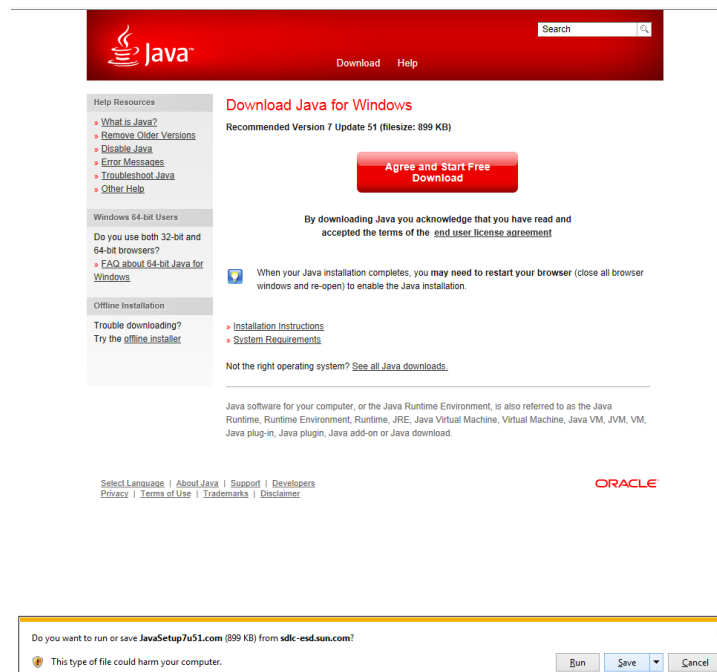 Java™
Search
Download Help
Help Resources
» What is Java?
» Remove Older Versions
» Disable Java
» Error Messages
» Troubleshoot Java
» Other Help
Windows 64-bit Users
Do you use both 32-bit and
64-bit browsers?
» FAQ about 64-bit Java for
Windows
Offline Installation
Trouble downloading?
Try the offline installer
Download Java for Windows
Recommended Version 7 Update 51 (filesize: 899 KB)
Agree and Start Free
Download
By downloading Java you acknowledge that you have read and
accepted the terms of the end user license agreement
When your Java installation completes, you may need to restart your browser (close all browser
windows and re-open) to enable the Java installation.
» Installation Instructions
» System Requirements
Not the right operating system? See all Java downloads.
Java software for your computer, or the Java Runtime Environment, is also referred to as the Java
Runtime, Runtime Environment, Runtime, JRE, Java Virtual Machine, Virtual Machine, Java VM, JVM, VM,
Java plug-in, Java plugin, Java add-on or Java download.
Select Language | About Java | Support | Developers
Privacy | Terms of Use | Trademarks | Disclaimer
ORACLE
Do you want to run or save JavaSetup7u51.com (899 KB) from sdlc-esd.sun.com?
This type of file could harm your computer.
Run Save Cancel